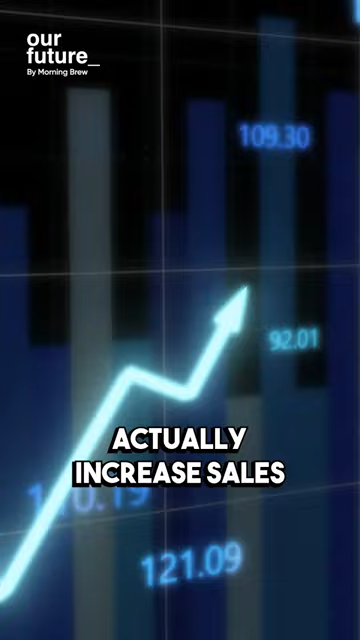 our
future_
By Morning Brew
109.30
92.01
ACTUALLY
INCREASE SALES
121.09